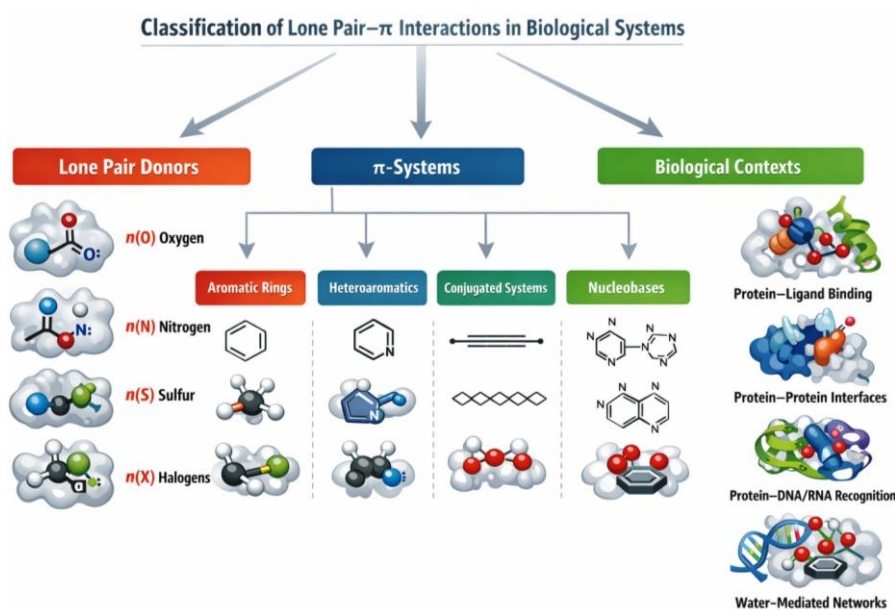 Classification of Lone Pair–π Interactions in Biological Systems
Lone Pair Donors
π-Systems
Biological Contexts
O
O:
n(O) Oxygen
N:
n(N) Nitrogen
n(S) Sulfur
n(X) Halogens
Aromatic Rings
Heteroaromatics
Conjugated Systems
Nucleobases
N
N
N
N
N
N
N
N
N
N
N
N
Protein–Ligand Binding
Protein–Protein Interfaces
Protein–DNA/RNA Recognition
Water–Mediated Networks